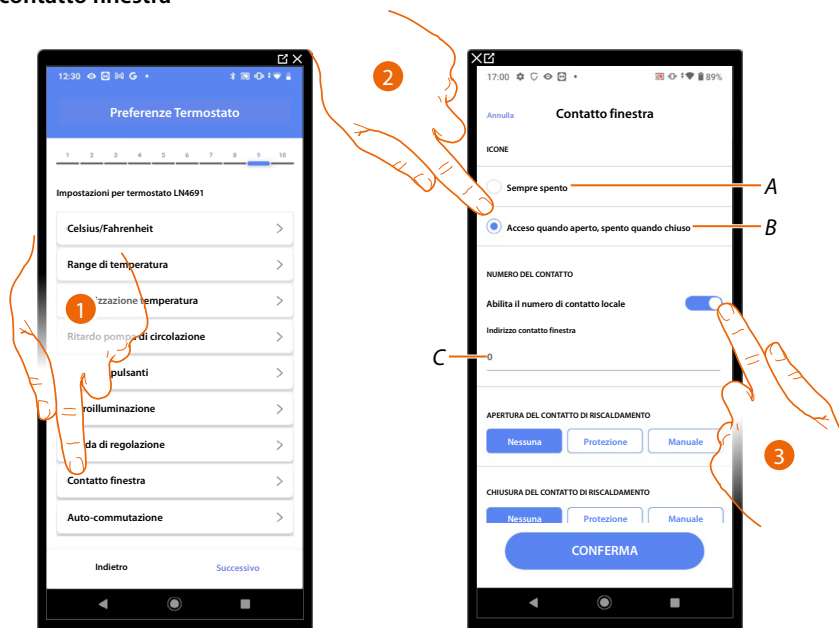 contatto finestra
12:30
Preferenze Termostato
1 2 3 4 5 6 7 8 9 10
Impostazioni per termostato LN4691
Celsius/Fahrenheit
Range di temperatura
zzazione temperatura
Ritardo pompa di circolazione
pulsanti
roilluminazione
da di regolazione
Contatto finestra
Auto-commutazione
Indietro Successivo
1
2
17:00 89%
Annulla Contatto finestra
ICONE
Sempre spento
A
Acceso quando aperto, spento quando chiuso
B
NUMERO DEL CONTATTO
Abilita il numero di contatto locale
Indirizzo contatto finestra
C
0
APERTURA DEL CONTATTO DI RISCALDAMENTO
Nessuna Protezione Manuale
3
CHIUSURA DEL CONTATTO DI RISCALDAMENTO
Nessuna Protezione Manuale
CONFERMA